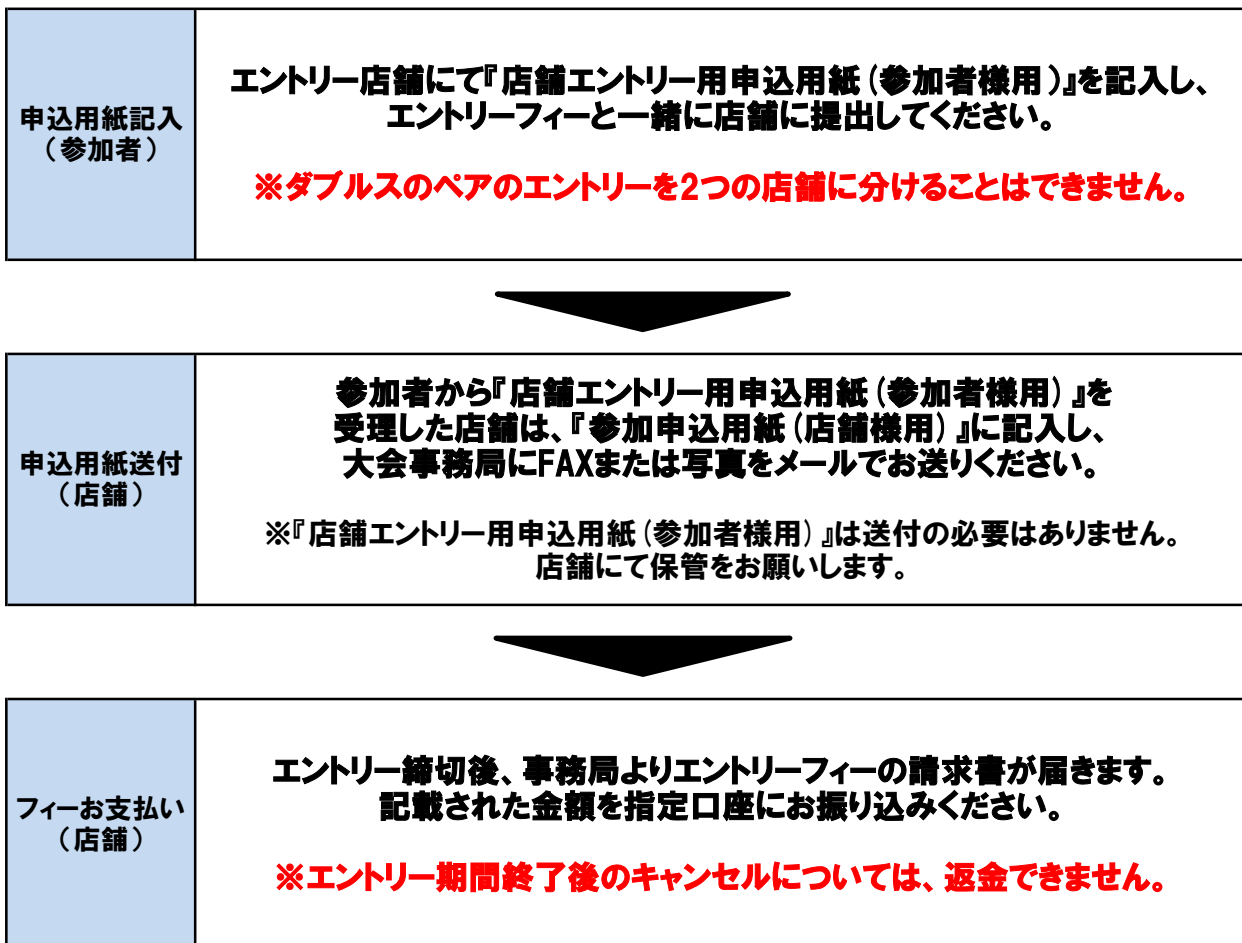 申込用紙記入
（参加者）
エントリー店舗にて『店舗エントリー用申込用紙（参加者様用）』を記入し、
エントリーフィーと一緒に店舗に提出してください。
※ダブルスのペアのエントリーを2つの店舗に分けることはできません。
申込用紙送付
（店舗）
参加者から『店舗エントリー用申込用紙（参加者様用）』を
受理した店舗は、『参加申込用紙（店舗様用）』に記入し、
大会事務局にFAXまたは写真をメールでお送りください。
※『店舗エントリー用申込用紙（参加者様用）』は送付の必要はありません。
店舗にて保管をお願いします。
フィーお支払い
（店舗）
エントリー締切後、事務局よりエントリーフィーの請求書が届きます。
記載された金額を指定口座にお振り込みください。
※エントリー期間終了後のキャンセルについては、返金できません。